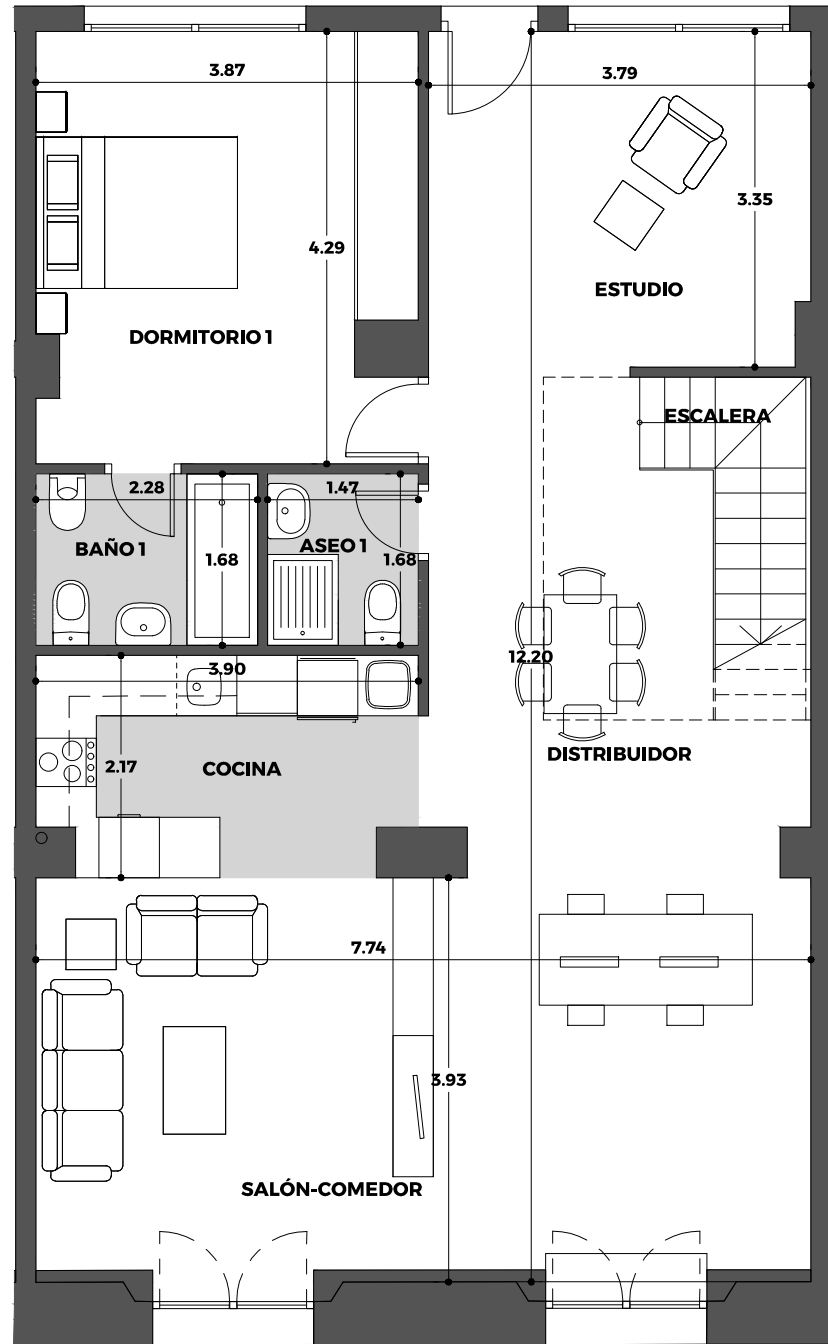 3.87
3.79
3.35
4.29
ESTUDIO
DORMITORIO 1
ESCALERA
2.28
1.47
BAÑO 1
ASEO 1
1.68
1.68
12.20
3.90
DISTRIBUIDOR
2.17
COCINA
7.74
3.93
SALÓN-COMEDOR